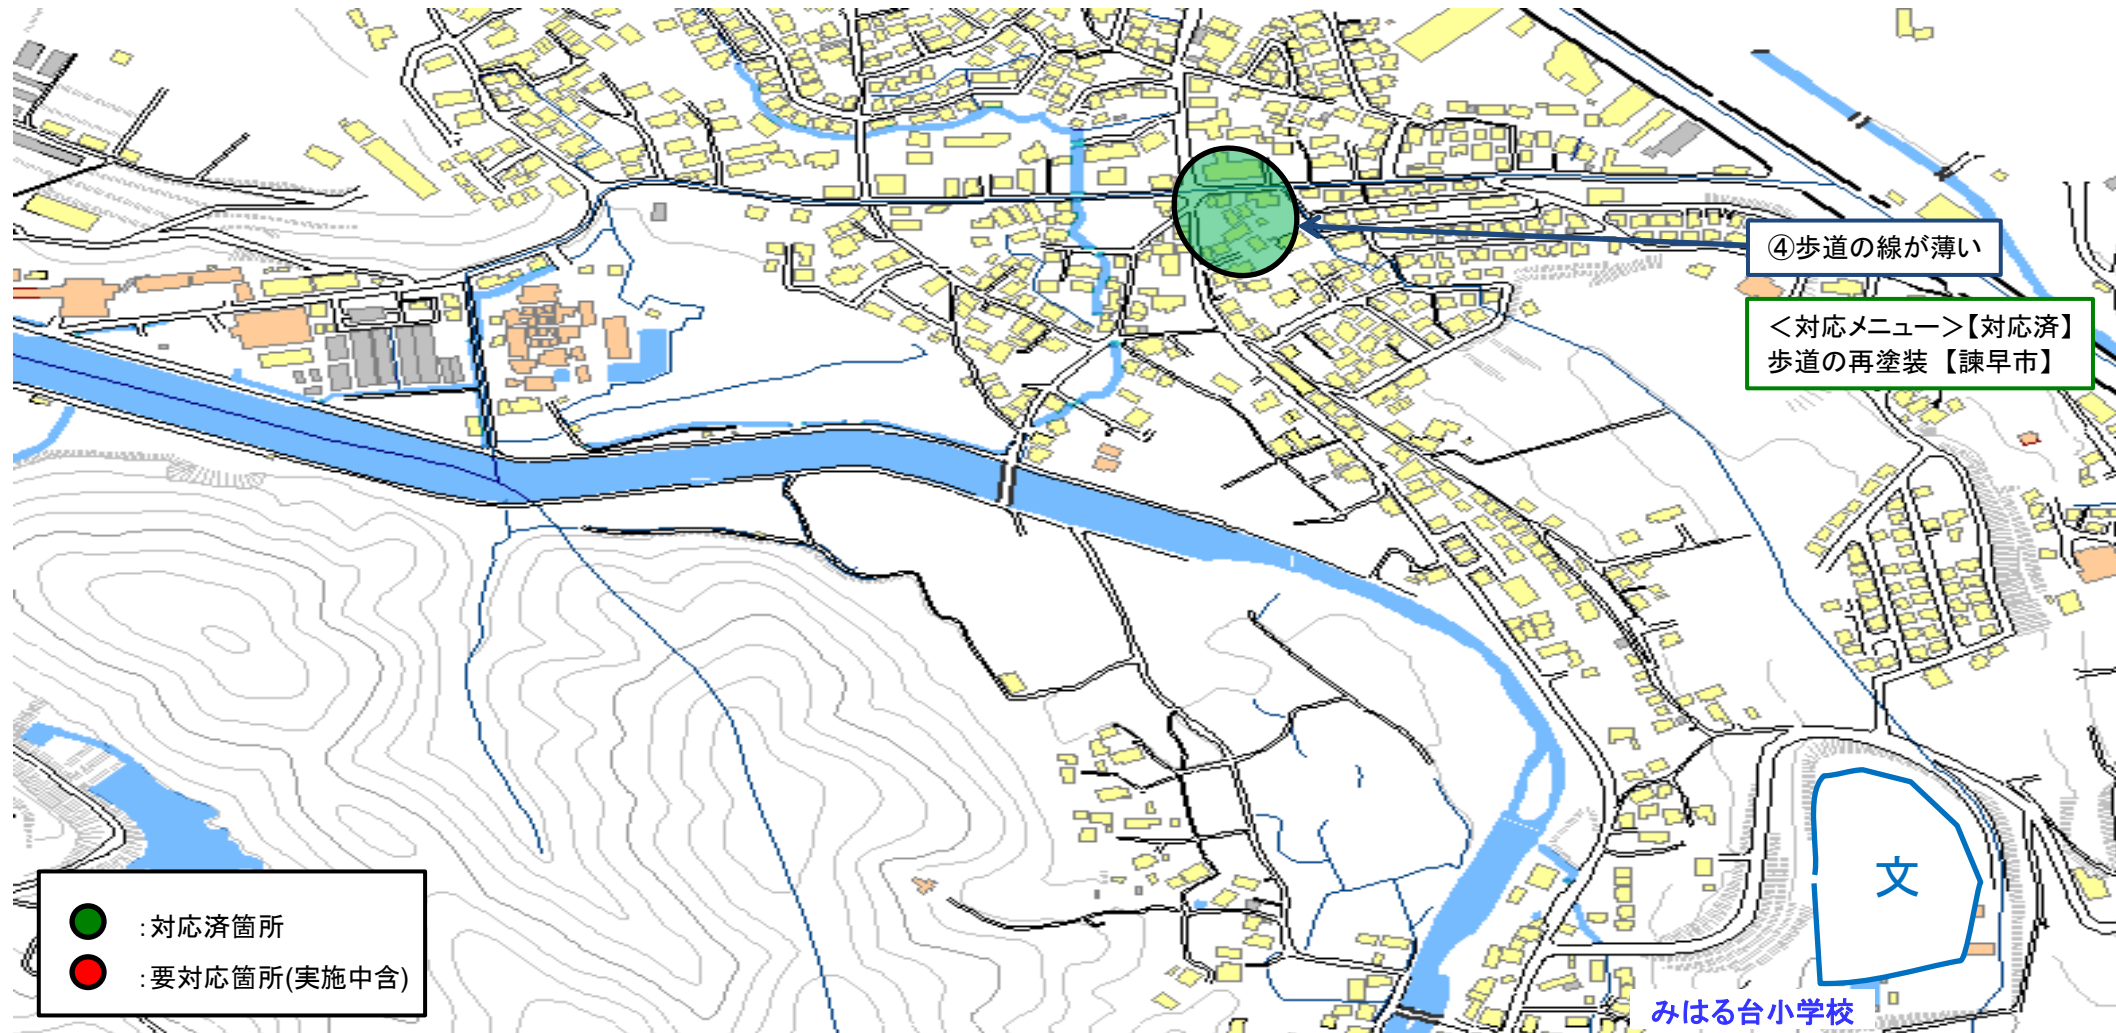 ④歩道の線が薄い
＜対応メニュー＞【対応済】
歩道の再塗装 【諫早市】
文
：対応済箇所
：要対応箇所(実施中含)
みはる台小学校